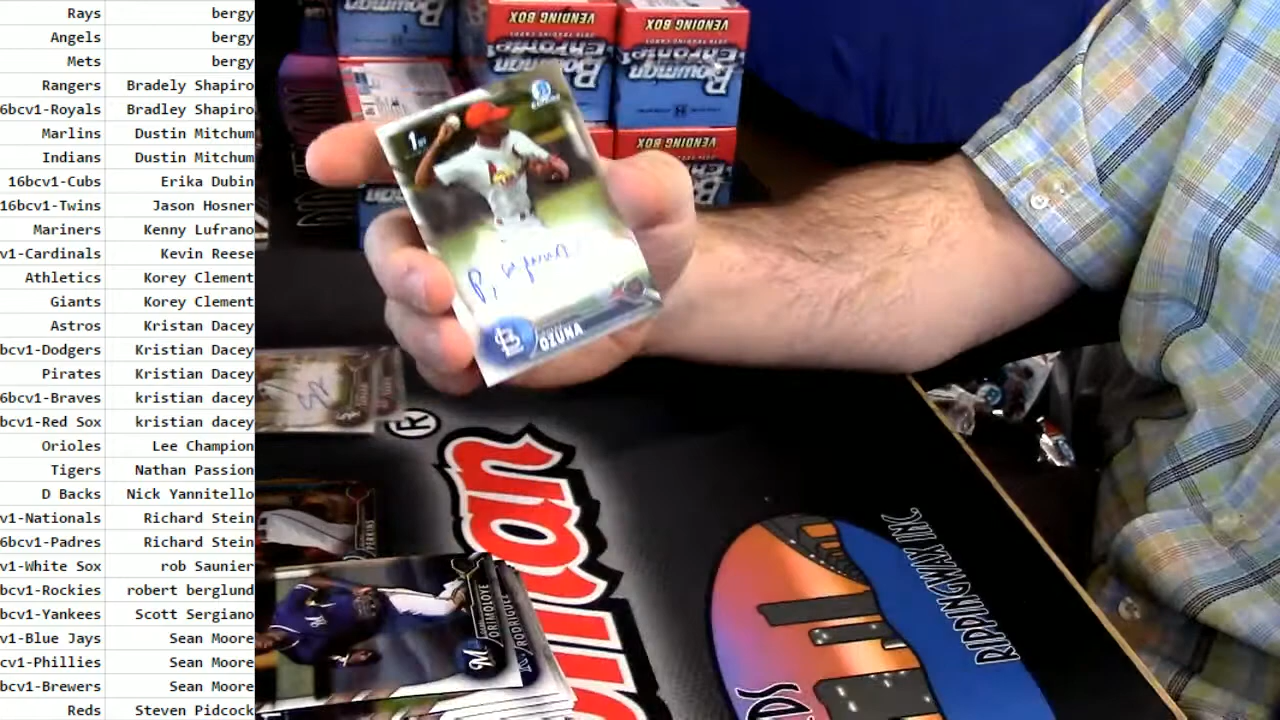 Rays bergy
Angels bergy
Mets bergy
Rangers Bradely Shapiro
6bcv1-Royals Bradley Shapiro
Marlins Dustin Mitchum
Indians Dustin Mitchum
16bcv1-Cubs Erika Dubin
16bcv1-Twins Jason Hosner
Mariners Kenny Lufrano
v1-Cardinals Kevin Reese
Athletics Korey Clement
Giants Korey Clement
Astros Kristan Dacey
bcv1-Dodgers Kristian Dacey
Pirates Kristian Dacey
6bcv1-Braves kristian dacey
bcv1-Red Sox kristian dacey
Orioles Lee Champion
Tigers Nathan Passion
D Backs Nick Yannitello
v1-Nationals Richard Stein
6bcv1-Padres Richard Stein
v1-White Sox rob Saunier
bcv1-Rockies robert berglund
bcv1-Yankees Scott Sergiano
v1-Blue Jays Sean Moore
cv1-Phillies Sean Moore
bcv1-Brewers Sean Moore
Reds Steven Pidcock
VENDING BOX
VENDING BOX
Bowman Chrome
Bowman Chrome
VENDING BOX
1st
OZUNA
PERKINS
ORIMOLOYE
RODRIGUEZ
M
®
RIPPINGWAX INC.